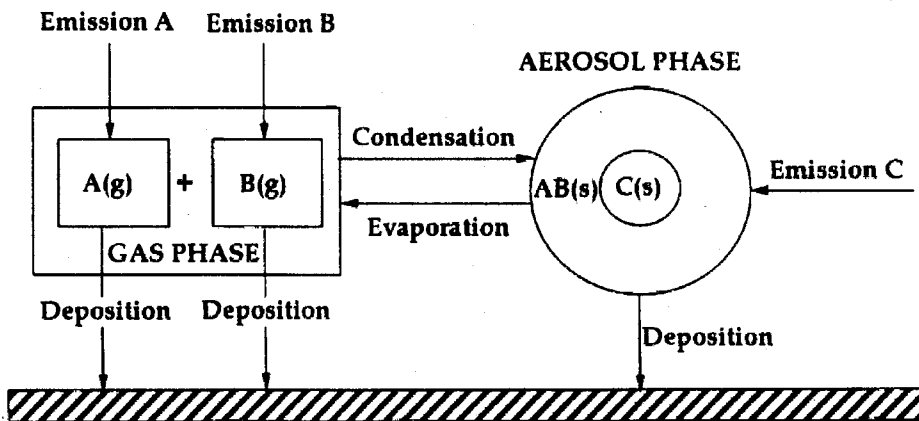 Emission A
Emission B
AEROSOL PHASE
Condensation
A(g)
+
B(g)
AB(s)
C(s)
Emission C
Evaporation
GAS PHASE
Deposition
Deposition
Deposition